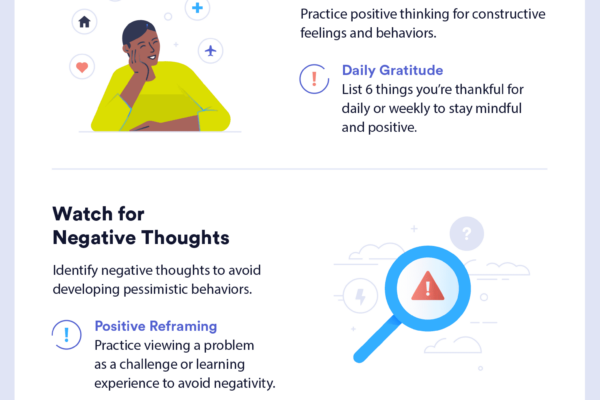 Practice positive thinking for constructive
feelings and behaviors.
!
Daily Gratitude
List 6 things you’re thankful for
daily or weekly to stay mindful
and positive.
Watch for
Negative Thoughts
Identify negative thoughts to avoid
developing pessimistic behaviors.
!
Positive Reframing
Practice viewing a problem
as a challenge or learning
experience to avoid negativity.
?
!